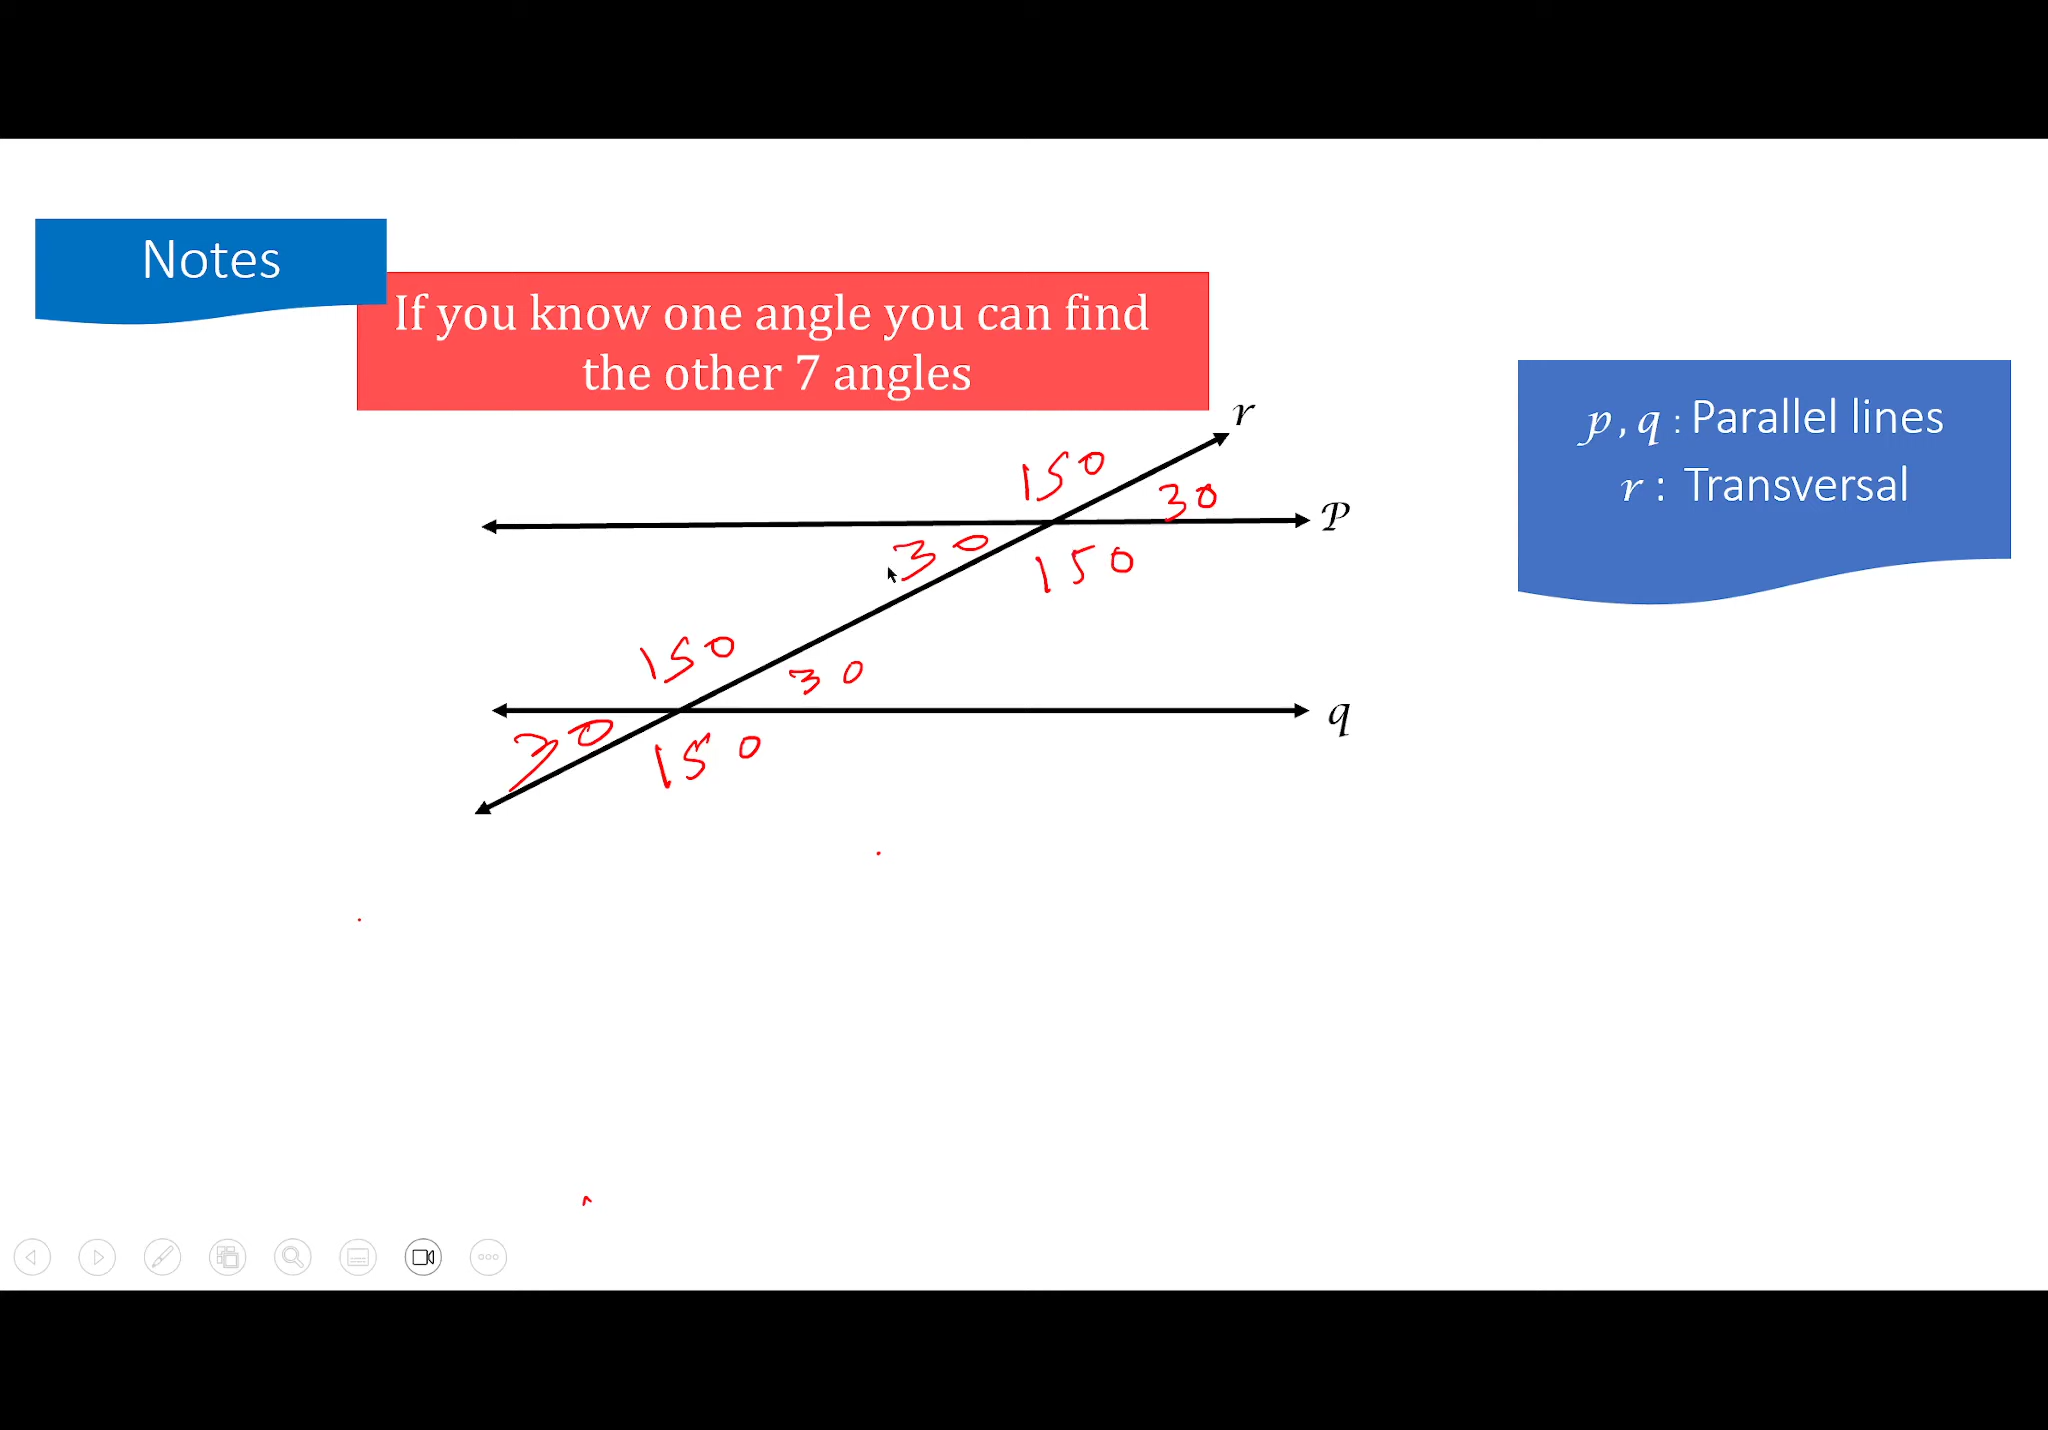 Notes
If you know one angle you can find
the other 7 angles
p, q : Parallel lines
r : Transversal
r
150
30
P
30
150
150
30
q
30
150